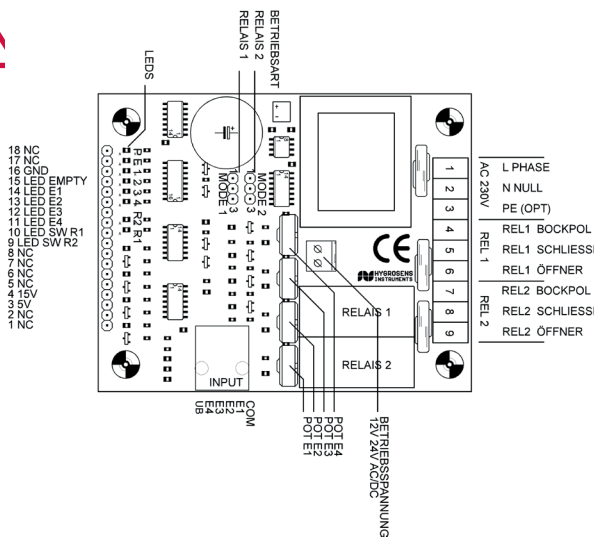 BETRIEBSART
RELAIS 2
RELAIS 1
LEDS
18 NC
17 NC
16 GND
15 LED EMPTY
14 LED E1
13 LED E2
12 LED E3
11 LED E4
10 LED SW R1
9 LED SW R2
8 NC
7 NC
6 NC
5 NC
4 15V
3 5V
2 NC
1 NC
P E 1 2 3 4 R2 R1
1 3
MODE 1
1 3
MODE 2
CE
HYGROSENS
INSTRUMENTS
RELAIS 1
RELAIS 2
INPUT
COM
E1
E2
E3
E4
UB
POT E4
POT E3
POT E2
POT E1
BETRIEBSSPANNUNG
12V 24V AC/DC
AC 230V
1 L PHASE
2 N NULL
3 PE (OPT)
REL 1
4 REL1 BOCKPOL
5 REL1 SCHLIESSE
6 REL1 ÖFFNER
REL 2
7 REL2 BOCKPOL
8 REL2 SCHLIESSE
9 REL2 ÖFFNER